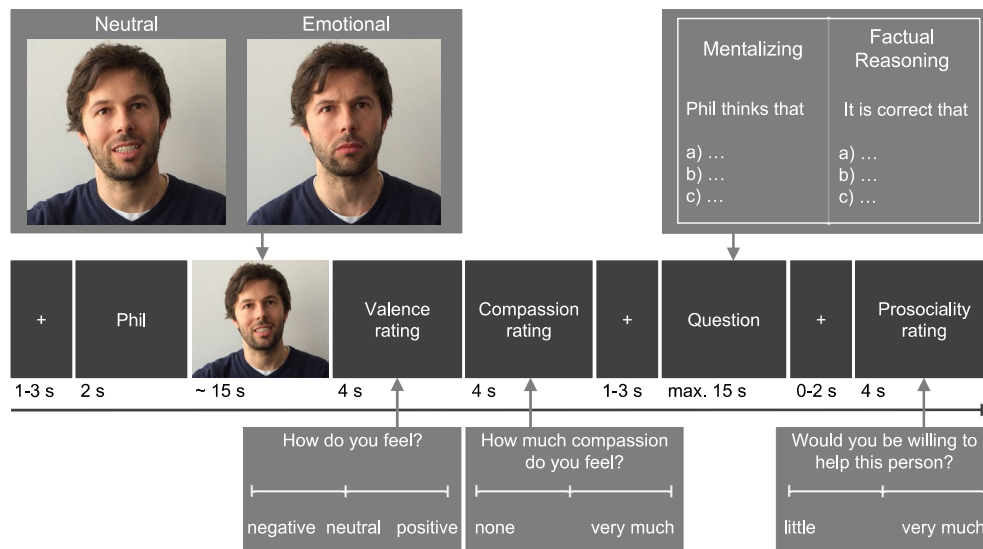 Neutral
Emotional
Mentalizing
Phil thinks that
a) ...
b) ...
c) ...
Factual
Reasoning
It is correct that
a) ...
b) ...
c) ...
+
Phil
Valence
rating
Compassion
rating
+
Question
+
Prosociality
rating
1-3 s
2 s
~ 15 s
4 s
4 s
1-3 s
max. 15 s
0-2 s
4 s
How do you feel?
negative neutral positive
How much compassion
do you feel?
none very much
Would you be willing to
help this person?
little very much